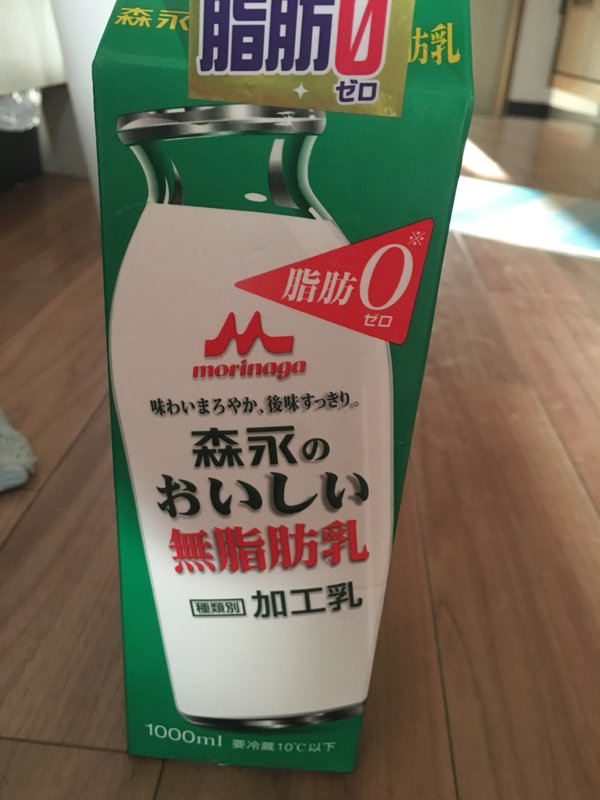 森永
肪乳
脂肪0
ゼロ
脂肪0※
ゼロ
morinaga
味わいまろやか、後味すっきり。
森永の
おいしい
無脂肪乳
種類別 加工乳
1000ml 要冷蔵10℃以下